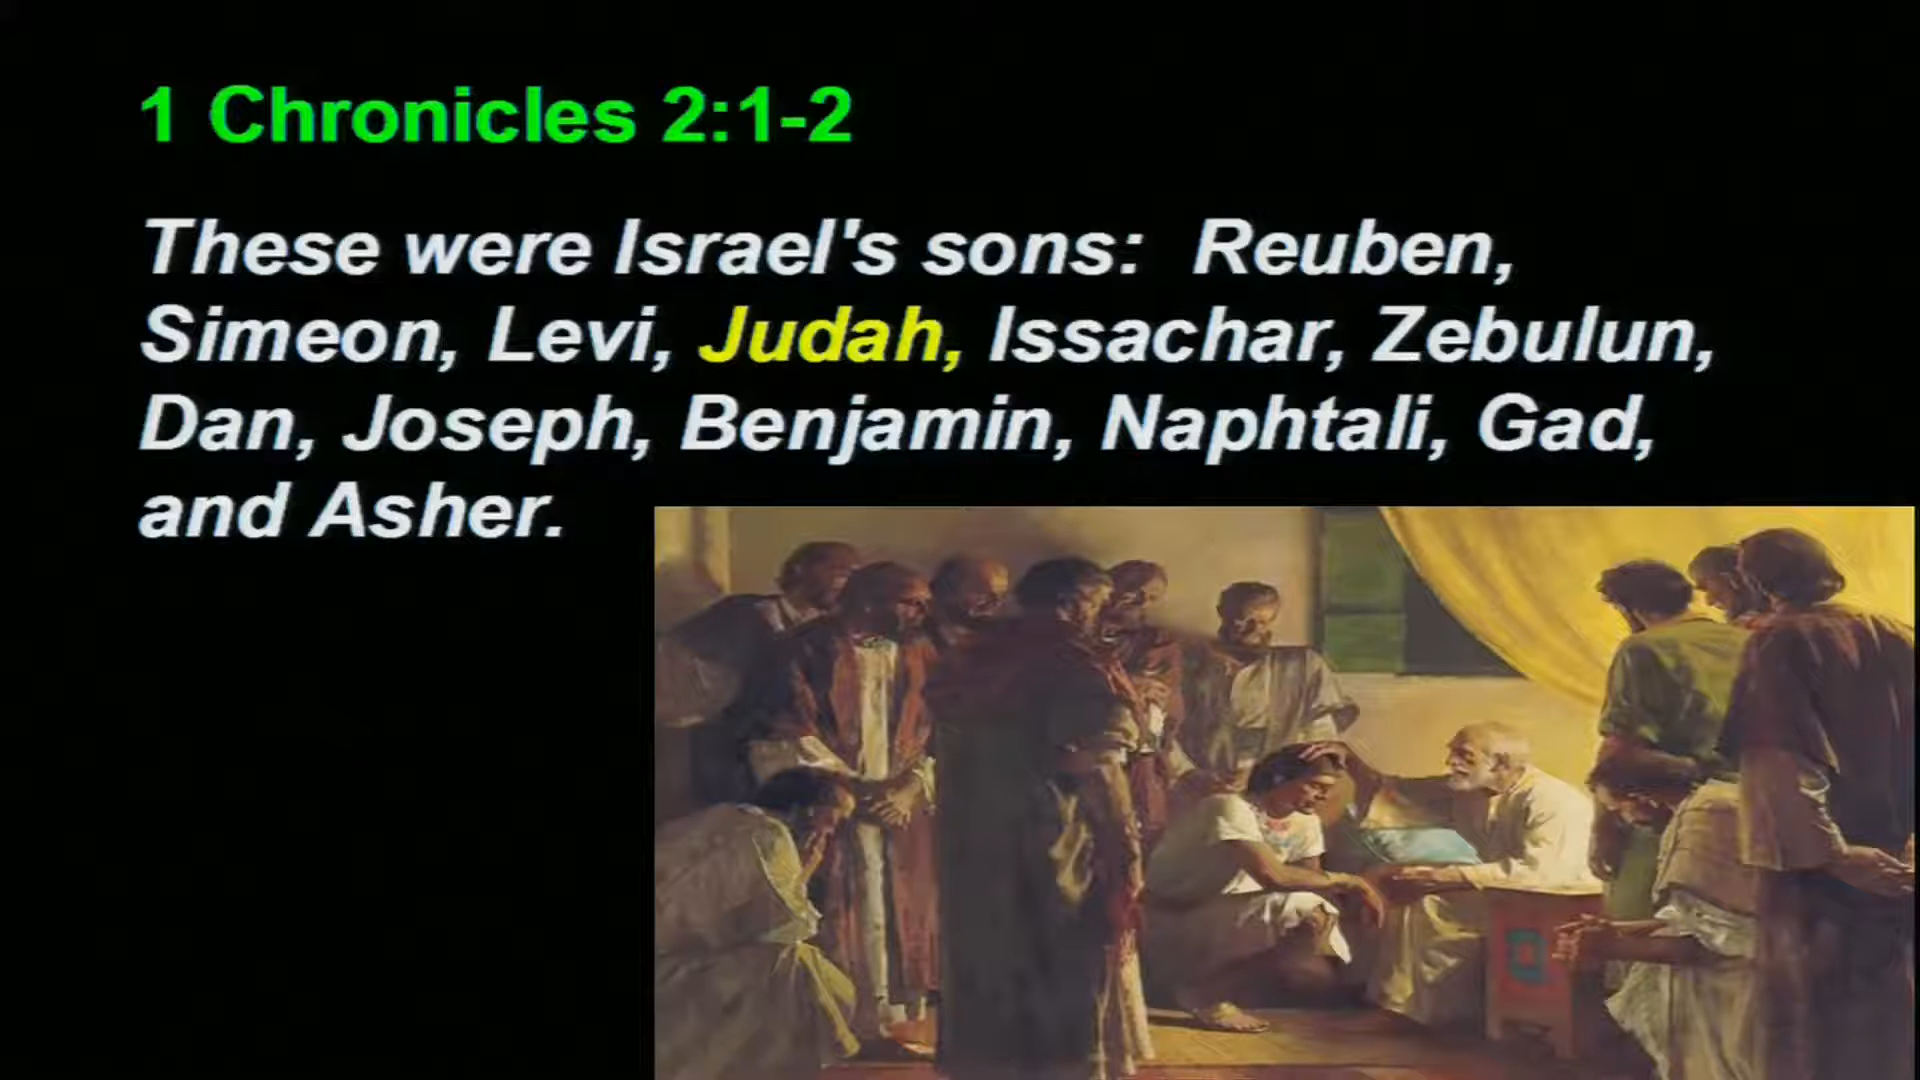 1 Chronicles 2:1-2
These were Israel's sons:  Reuben,
Simeon, Levi, Judah, Issachar, Zebulun,
Dan, Joseph, Benjamin, Naphtali, Gad,
and Asher.